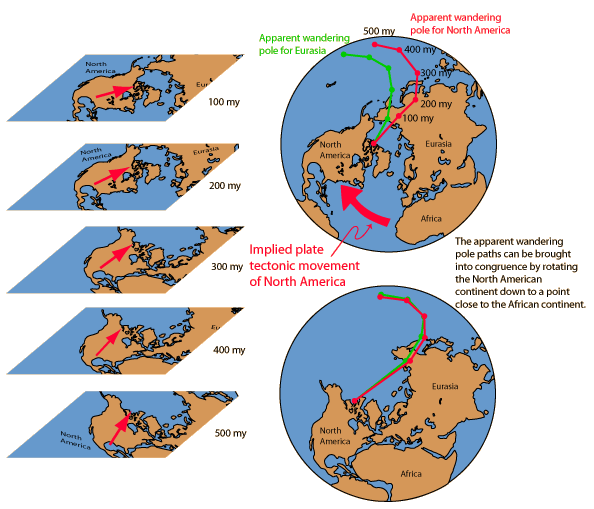 North
America
Eur
100 my
North
America
Eurasia
200 my
300 my
Eu
400 my
North
America
500 my
Apparent wandering
pole for Eurasia
500 my
Apparent wandering
pole for North America
400 my
300 my
200 my
100 my
North
America
Eurasia
Africa
Implied plate
tectonic movement
of North America
The apparent wandering
pole paths can be brought
into congruence by rotating
the North American
continent down to a point
close to the African continent.
Eurasia
North
America
Africa